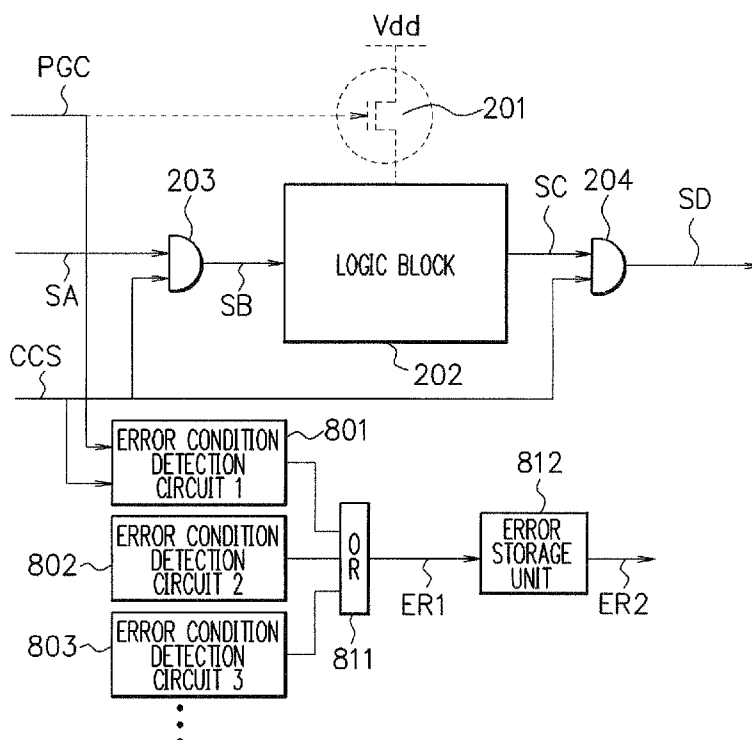 Vdd
PGC
201
203
SC
204
SD
LOGIC BLOCK
SA
SB
CCS
202
ERROR CONDITION
DETECTION
CIRCUIT 1
801
812
802
ERROR CONDITION
DETECTION
CIRCUIT 2
OR
ERROR
STORAGE
UNIT
ER1
ER2
803
ERROR CONDITION
DETECTION
CIRCUIT 3
811